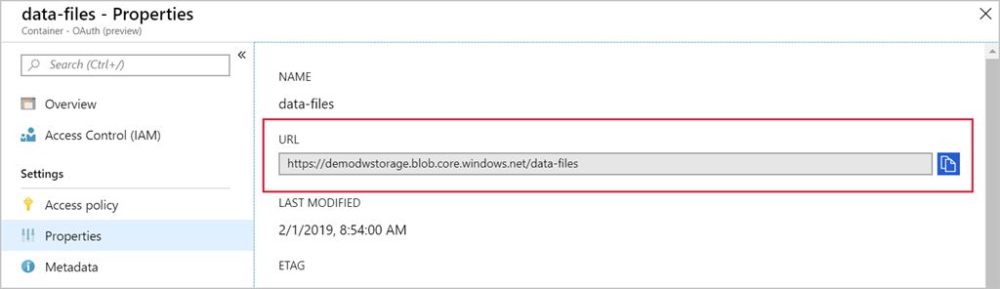 data-files - Properties
Container - OAuth (preview)
Search (Ctrl+/)
Overview
Access Control (IAM)
Settings
Access policy
Properties
Metadata
NAME
data-files
URL
https://demodwstorage.blob.core.windows.net/data-files
LAST MODIFIED
2/1/2019, 8:54:00 AM
ETAG